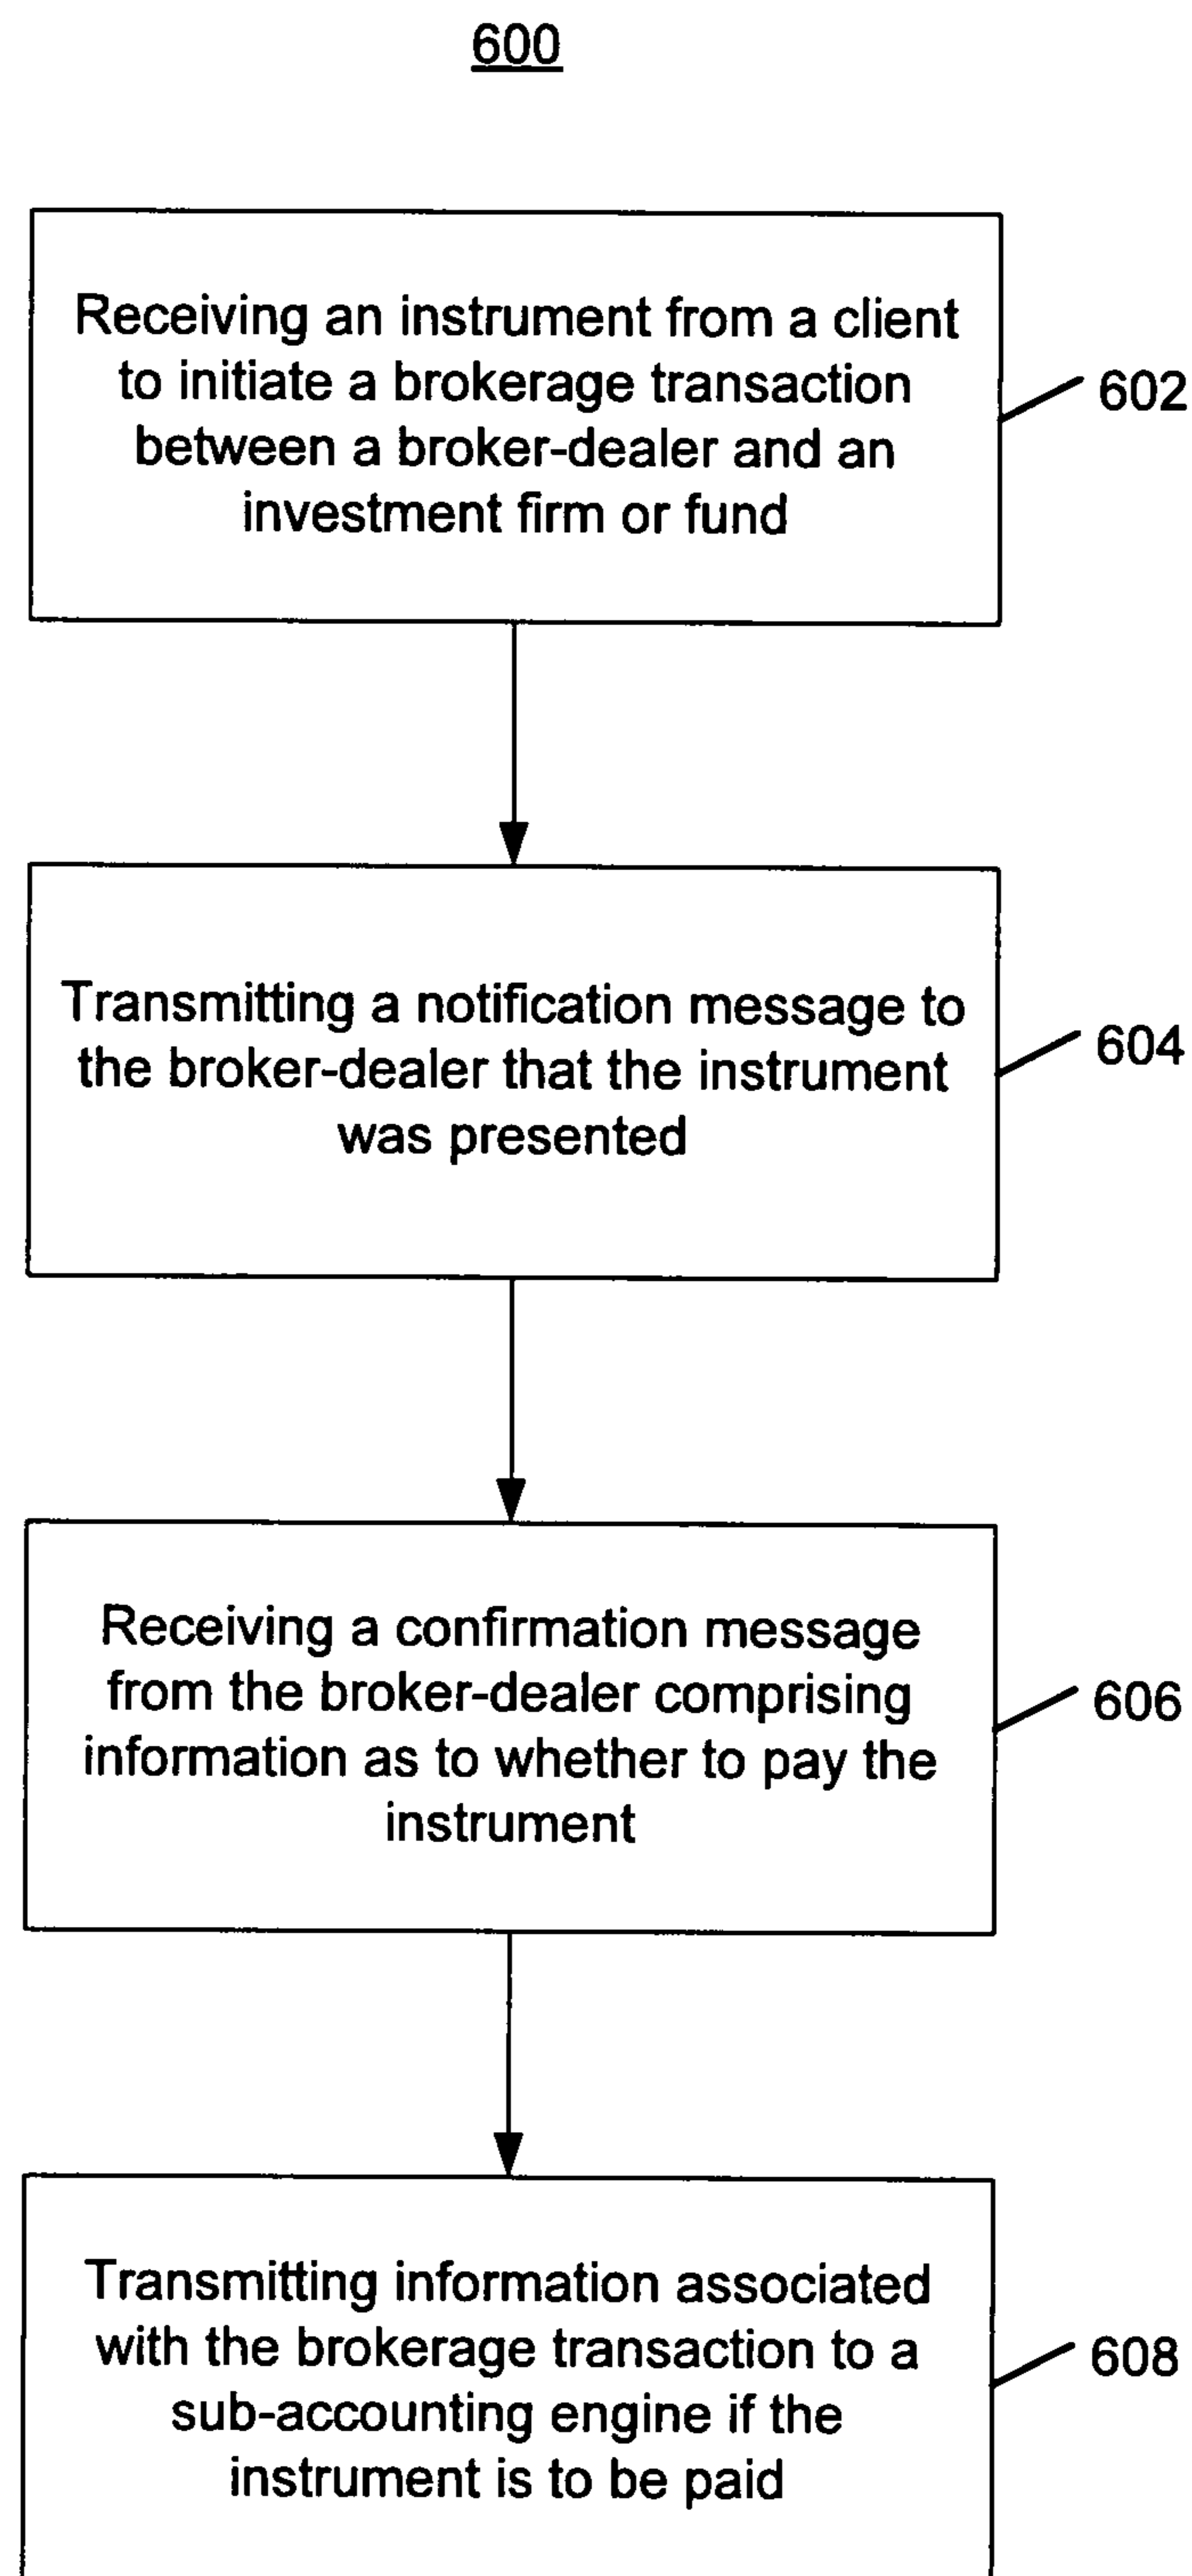 600
Receiving an instrument from a client
to initiate a brokerage transaction
between a broker-dealer and an
investment firm or fund
602
Transmitting a notification message to
the broker-dealer that the instrument
was presented
604
Receiving a confirmation message
from the broker-dealer comprising
information as to whether to pay the
instrument
606
Transmitting information associated
with the brokerage transaction to a
sub-accounting engine if the
instrument is to be paid
608